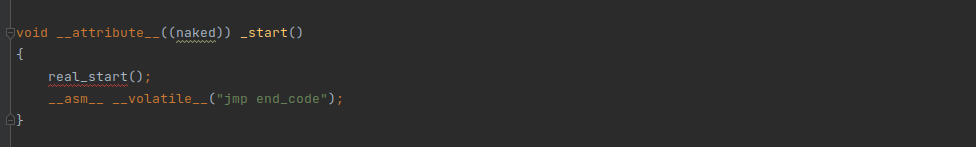 void __attribute__((naked)) _start()
{
    real_start();
    __asm__ __volatile__("jmp end_code");
}